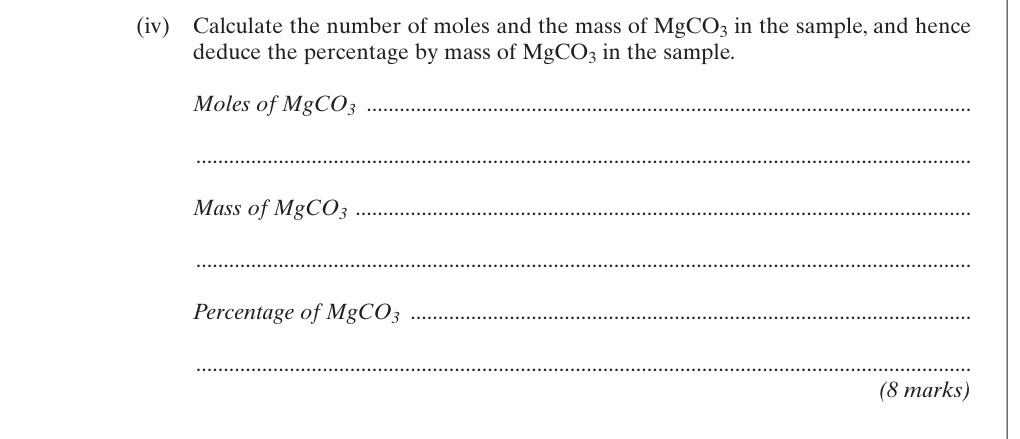 (iv) Calculate the number of moles and the mass of MgCO₃ in the sample, and hence
deduce the percentage by mass of MgCO₃ in the sample.
Moles of MgCO₃ ..............................................................................................................
..............................................................................................................................................
Mass of MgCO₃ ................................................................................................................
..............................................................................................................................................
Percentage of MgCO₃ ......................................................................................................
..............................................................................................................................................
(8 marks)